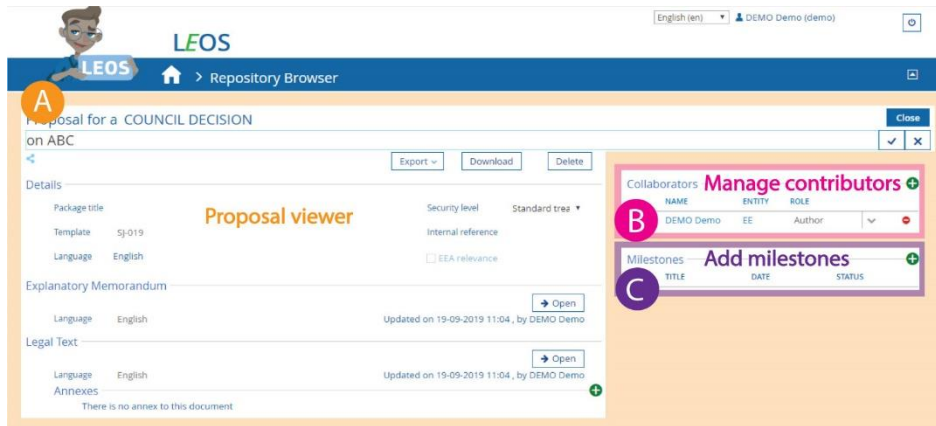 English (en) DEMO Demo (demo)
LEOS
LEOS
> Repository Browser
A
Proposal for a COUNCIL DECISION Close
on ABC
Export Download Delete
Details
Package title Security level Standard trea
Proposal viewer
Template SJ-019 Internal reference
Language English EEA relevance
Explanatory Memorandum
Open
Language English Updated on 19-09-2019 11:04 , by DEMO Demo
Legal Text
Open
Language English Updated on 19-09-2019 11:04 , by DEMO Demo
Annexes
There is no annex to this document
Collaborators Manage contributors
NAME ENTITY ROLE
B
DEMO Demo EE Author
Milestones Add milestones
C
TITLE DATE STATUS